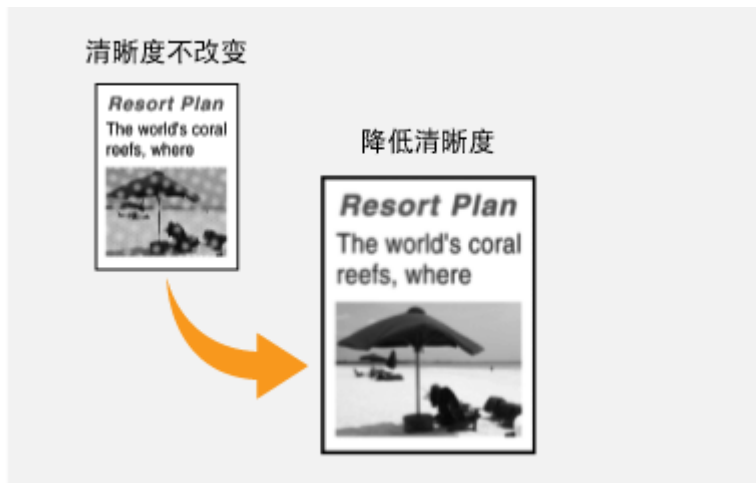 清晰度不改变
Resort Plan
The world's coral
reefs, where
降低清晰度
Resort Plan
The world's coral
reefs, where